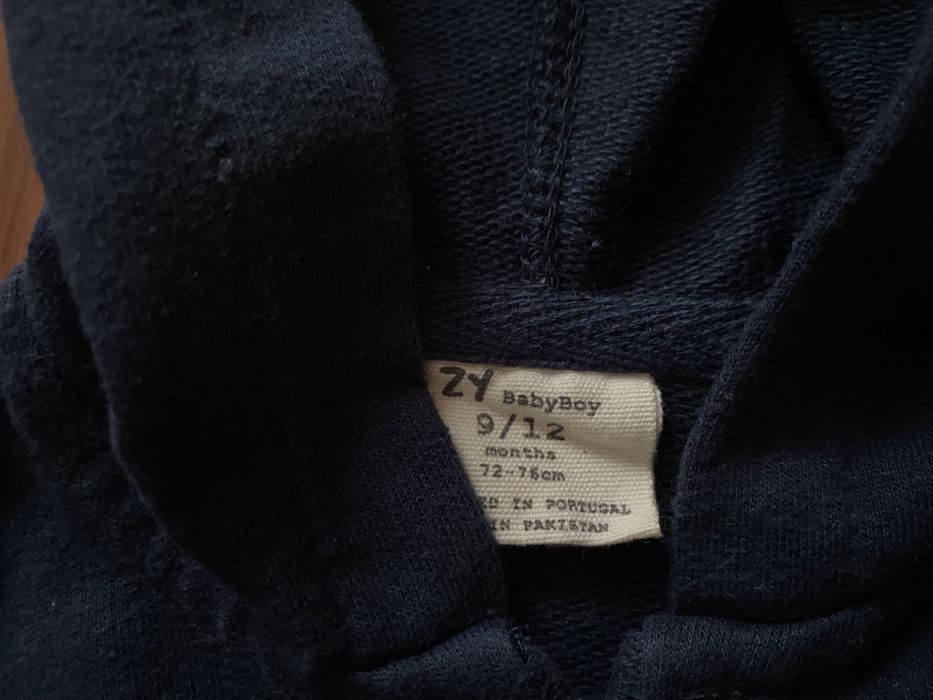 ZY BabyBoy
9/12
months
72-76cm
IN PORTUGAL
IN PAKISTAN